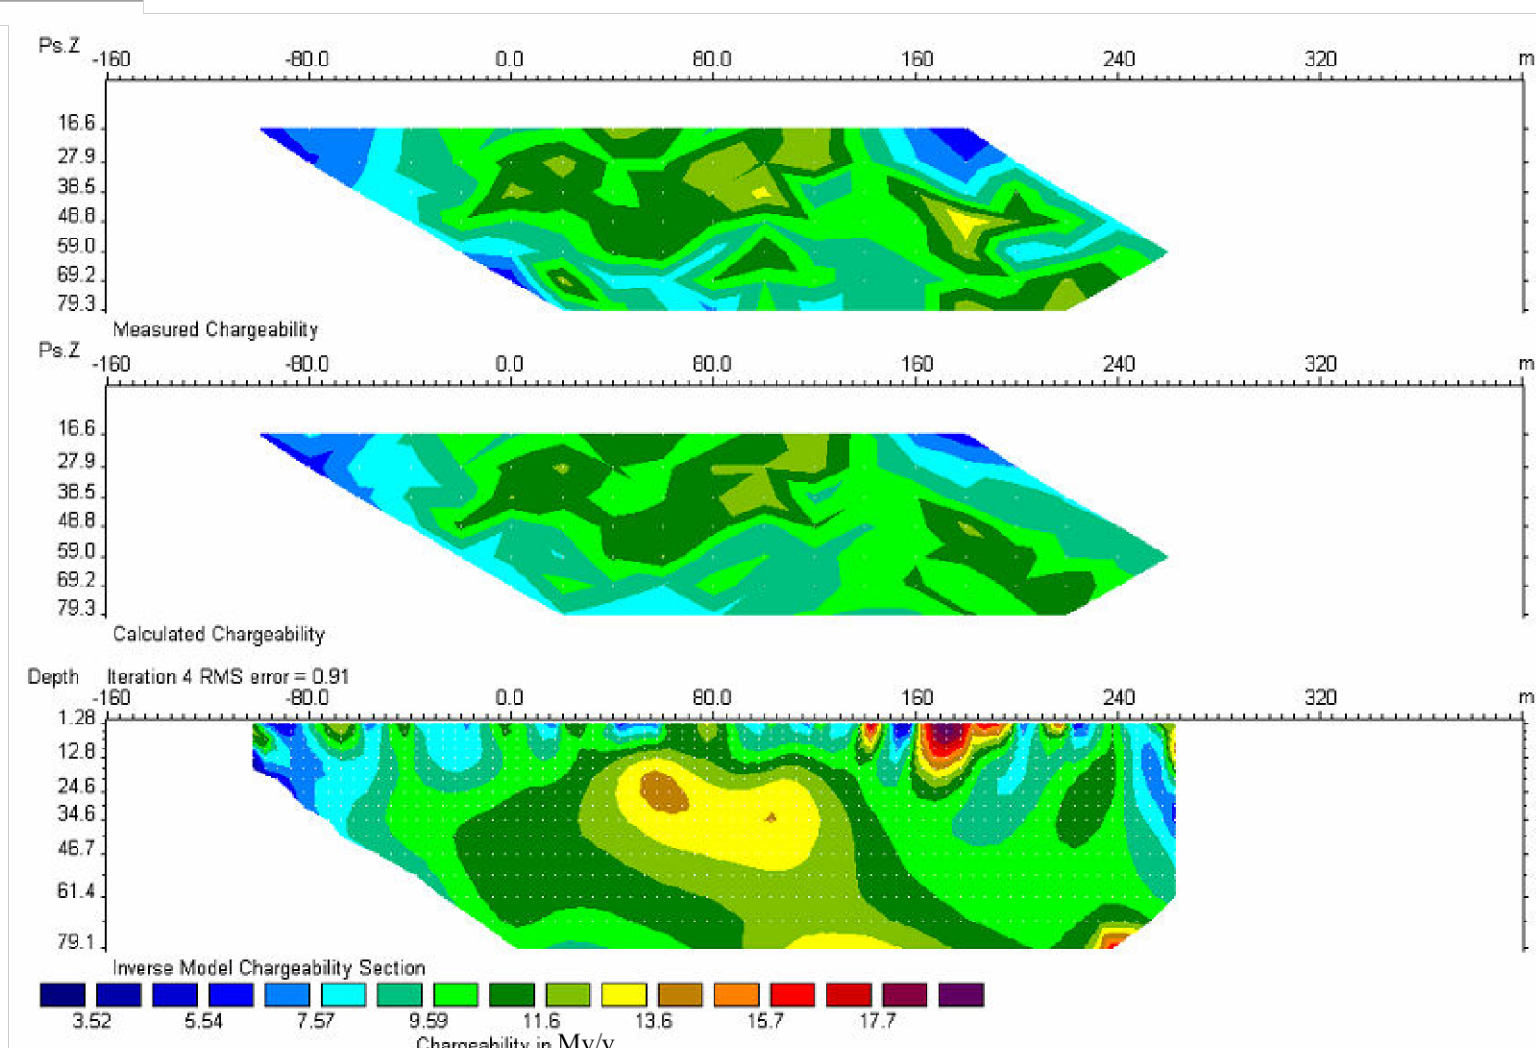 Ps.Z -160 -80.0 0.0 80.0 160 240 320 m
16.6
27.9
38.5
48.8
59.0
69.2
79.3
Measured Chargeability
Ps.Z -160 -80.0 0.0 80.0 160 240 320 m
16.6
27.9
38.5
48.8
59.0
69.2
79.3
Calculated Chargeability
Depth Iteration 4 RMS error = 0.91
-160 -80.0 0.0 80.0 160 240 320 m
1.28
12.8
24.6
34.6
46.7
61.4
79.1
Inverse Model Chargeability Section
3.52 5.54 7.57 9.59 11.6 13.6 15.7 17.7
Chargeability in Mv/v